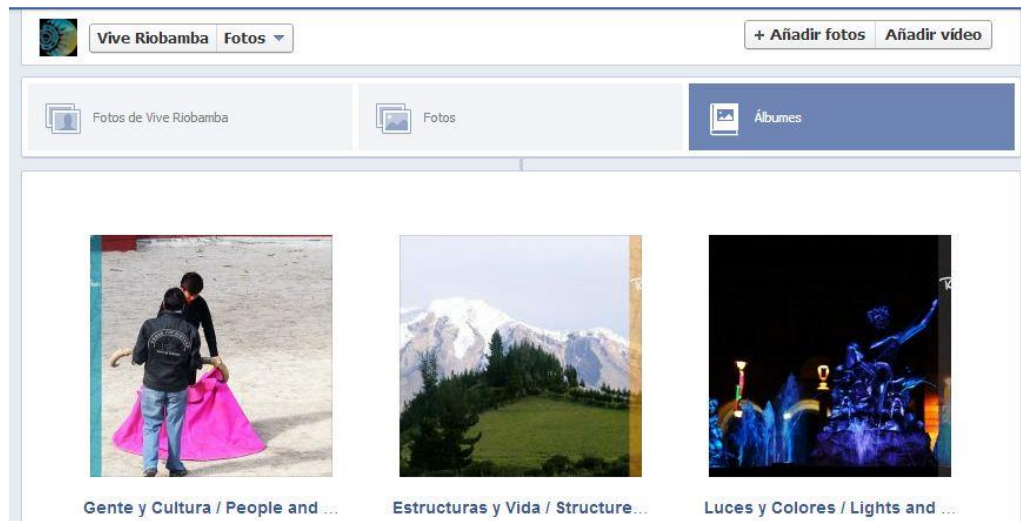 Vive Riobamba Fotos
+ Añadir fotos Añadir vídeo
Fotos de Vive Riobamba
Fotos
Álbumes
Gente y Cultura / People and ...
Estructuras y Vida / Structure...
Luces y Colores / Lights and ...